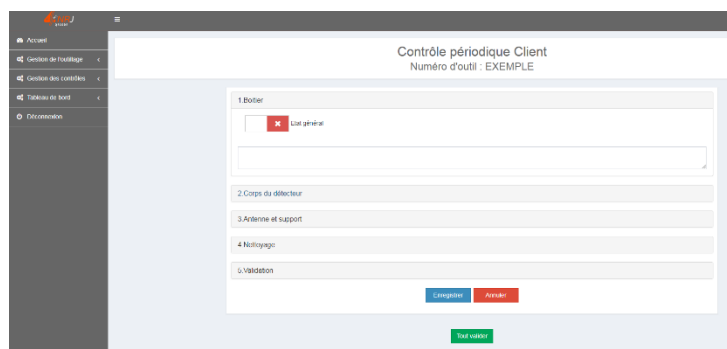 Accueil
Gestion de l'outillage
Gestion des contrôles
Tableau de bord
Déconnexion
Contrôle périodique Client
Numéro d'outil : EXEMPLE
1.Boitier
Etat général
2.Corps du détecteur
3.Antenne et support
4.Nettoyage
5.Validation
Enregistrer Annuler
Tout valider